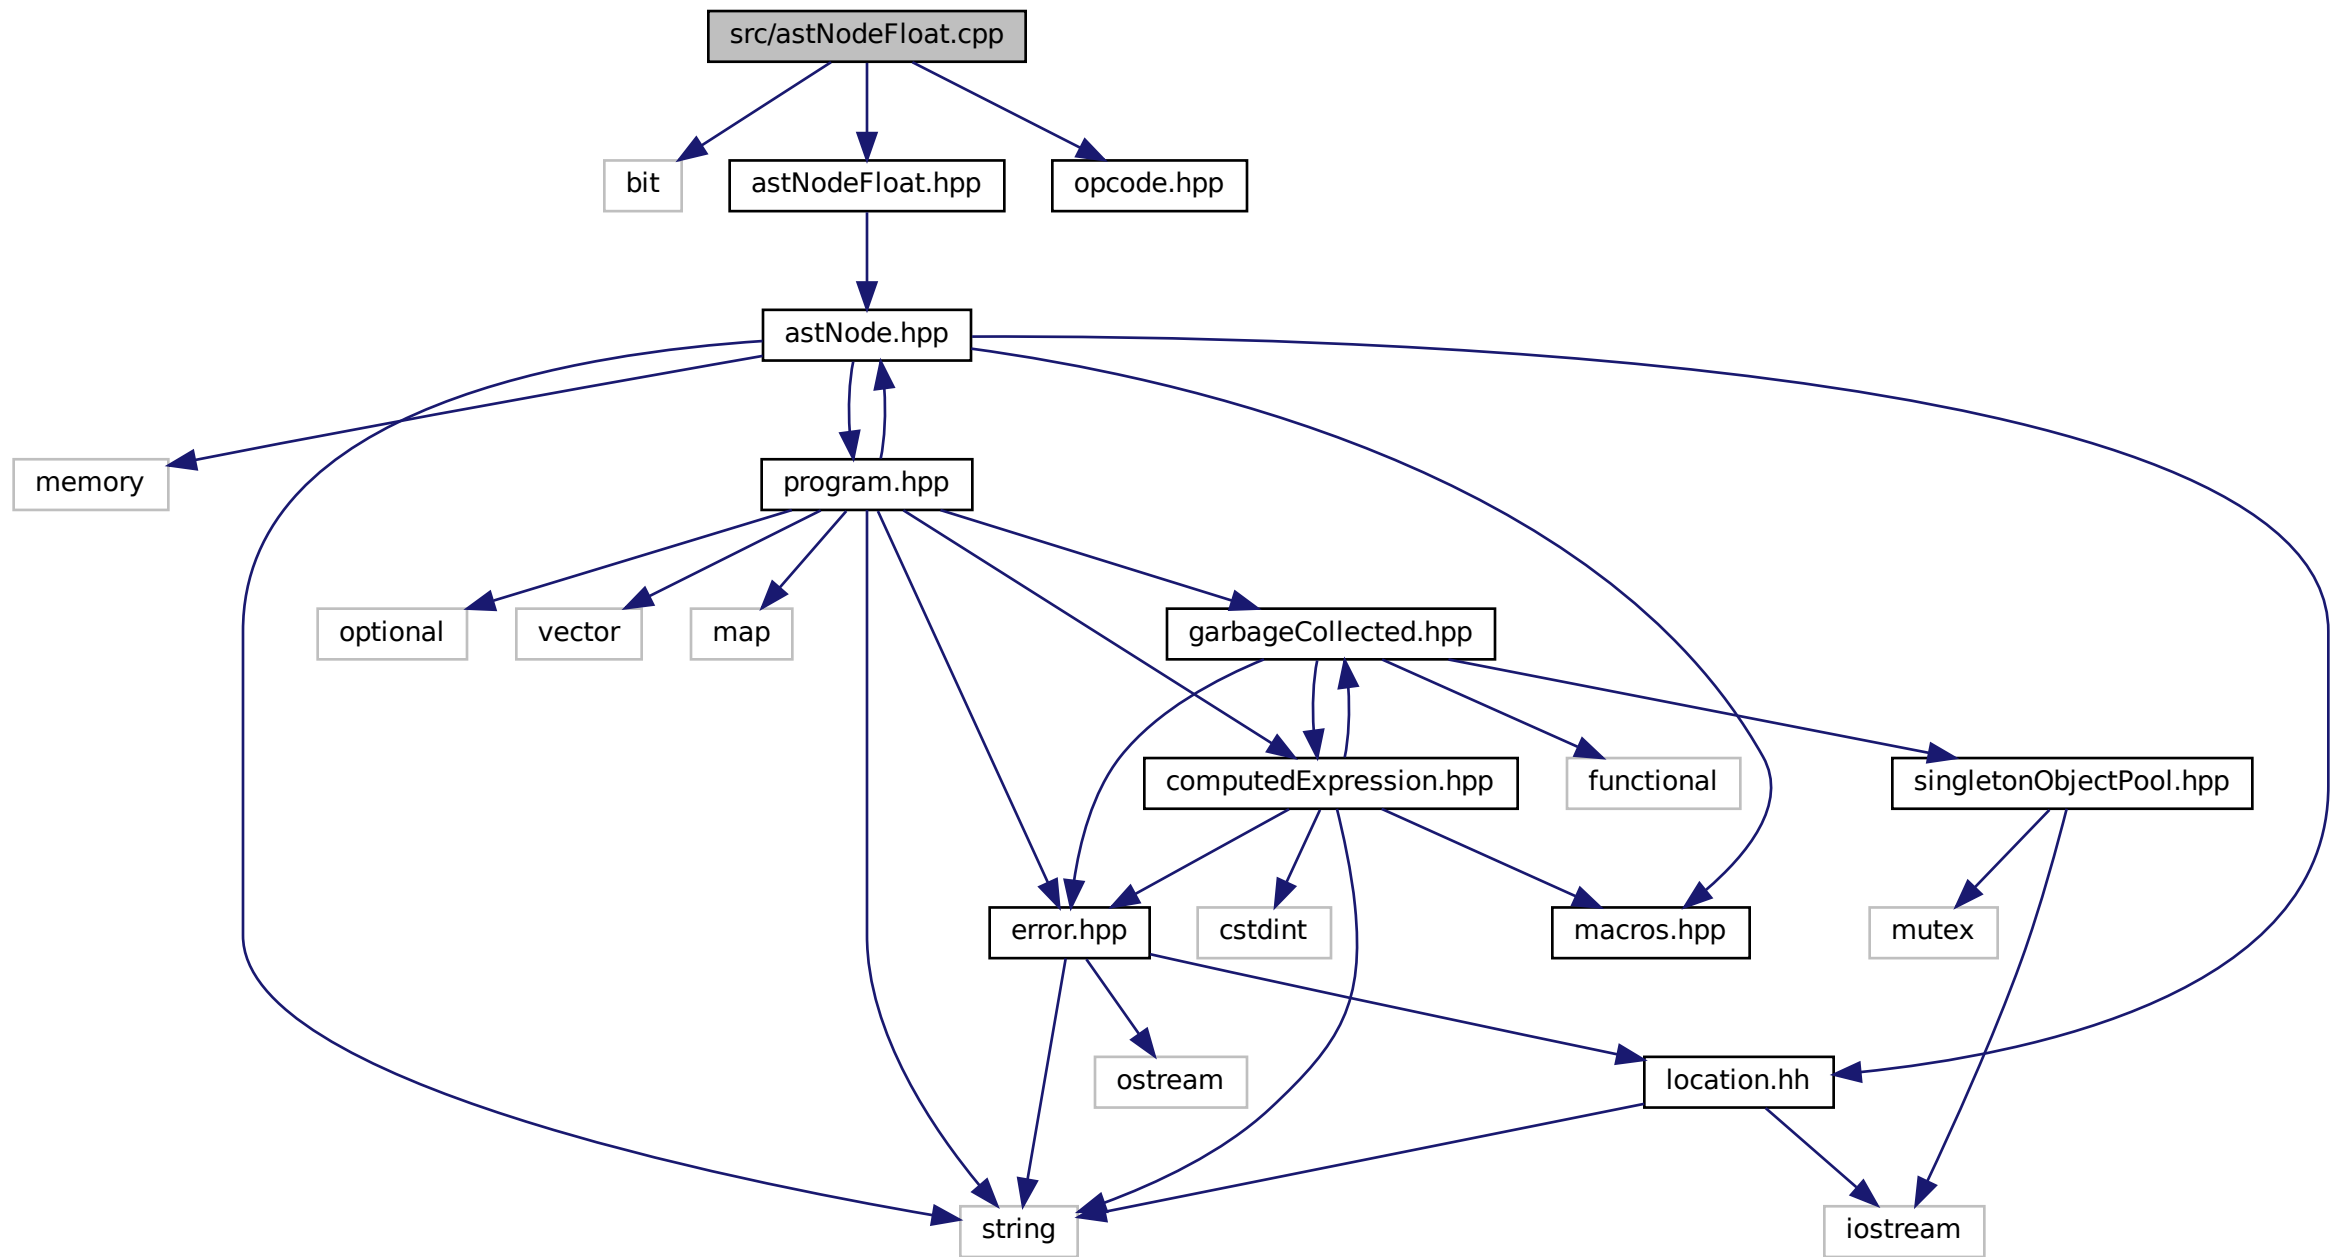 src/astNodeFloat.cpp
bit
astNodeFloat.hpp
opcode.hpp
astNode.hpp
memory
program.hpp
optional
vector
map
garbageCollected.hpp
computedExpression.hpp
functional
singletonObjectPool.hpp
error.hpp
cstdint
macros.hpp
mutex
ostream
location.hh
string
iostream